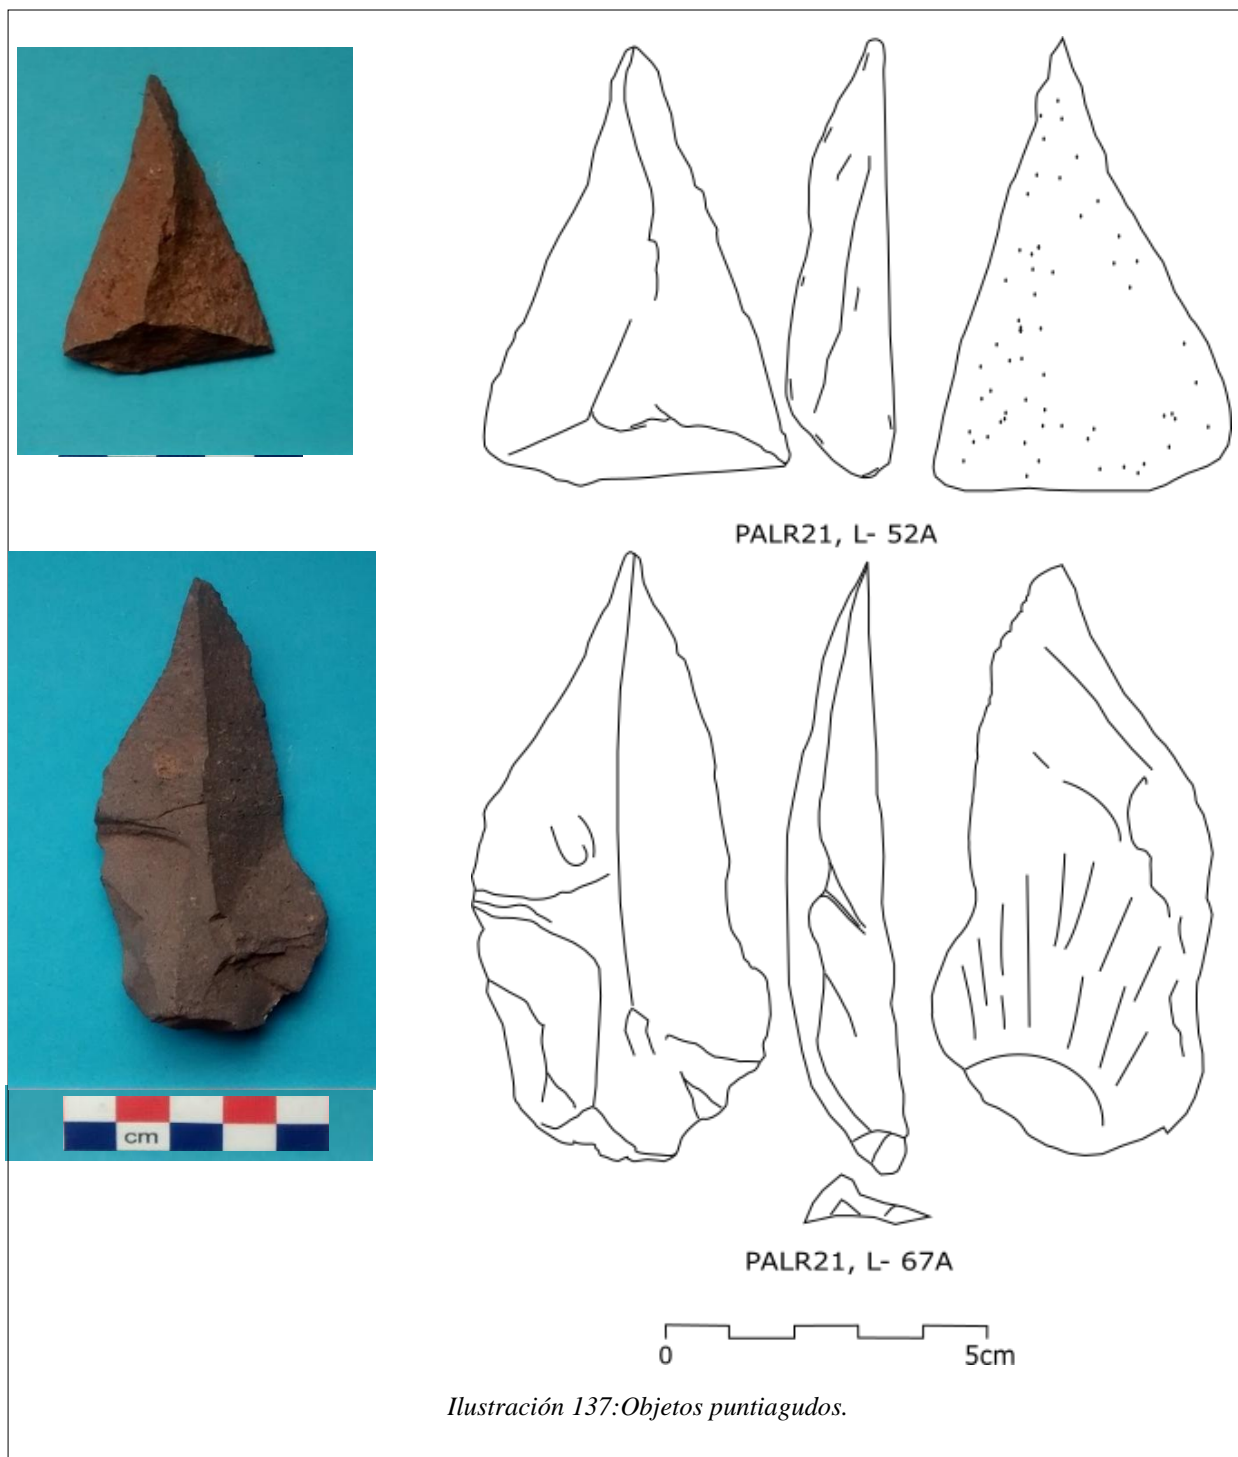 PALR21, L- 52A
cm
PALR21, L- 67A
0 5cm
Ilustración 137:Objetos puntiagudos.